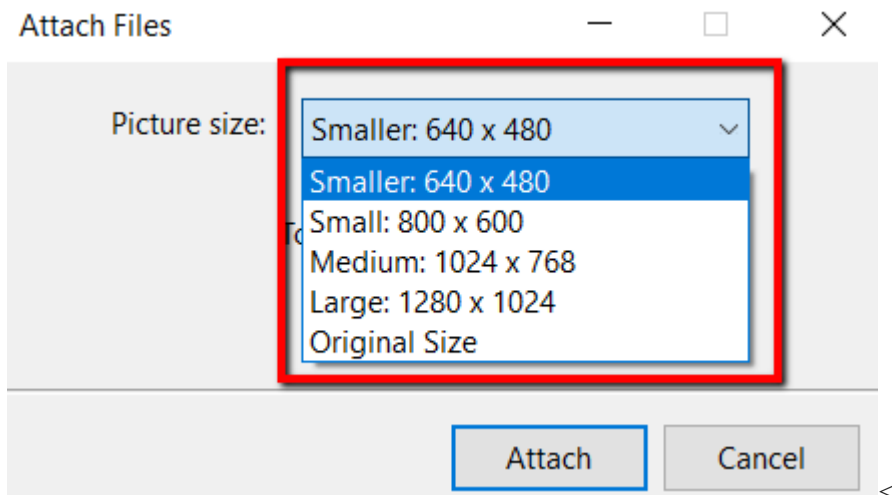 Attach Files
Picture size:
Smaller: 640 x 480
Smaller: 640 x 480
Small: 800 x 600
Medium: 1024 x 768
Large: 1280 x 1024
Original Size
Attach
Cancel
<